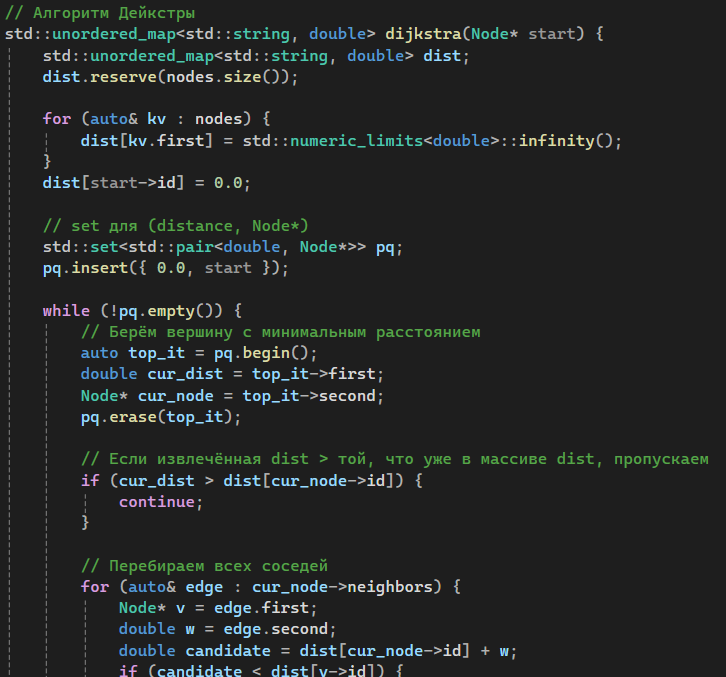 // Алгоритм Дейкстры
std::unordered_map<std::string, double> dijkstra(Node* start) {
    std::unordered_map<std::string, double> dist;
    dist.reserve(nodes.size());

    for (auto& kv : nodes) {
        dist[kv.first] = std::numeric_limits<double>::infinity();
    }
    dist[start->id] = 0.0;

    // set для (distance, Node*)
    std::set<std::pair<double, Node*>> pq;
    pq.insert({ 0.0, start });

    while (!pq.empty()) {
        // Берём вершину с минимальным расстоянием
        auto top_it = pq.begin();
        double cur_dist = top_it->first;
        Node* cur_node = top_it->second;
        pq.erase(top_it);

        // Если извлечённая dist > той, что уже в массиве dist, пропускаем
        if (cur_dist > dist[cur_node->id]) {
            continue;
        }

        // Перебираем всех соседей
        for (auto& edge : cur_node->neighbors) {
            Node* v = edge.first;
            double w = edge.second;
            double candidate = dist[cur_node->id] + w;
            if (candidate < dist[v->id]) {